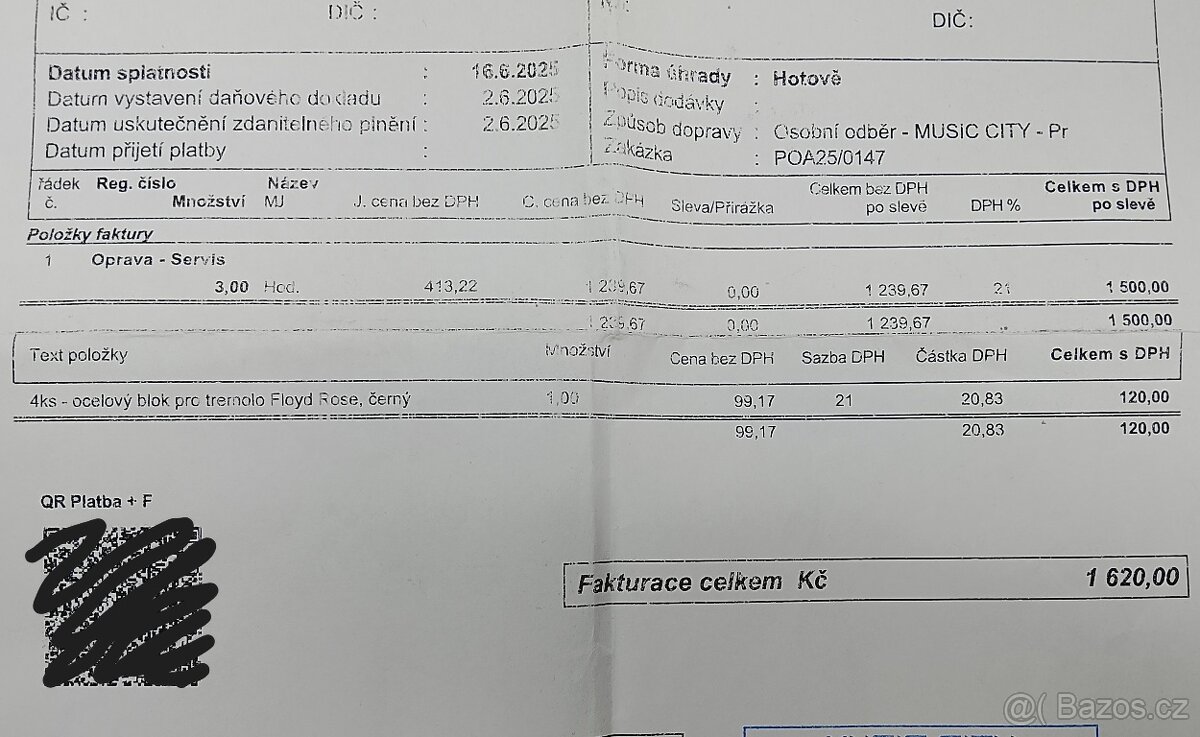 IČ :
DIČ :
DIČ:
Datum splatnosti : 16.6.2025
Datum vystavení daňového dokladu : 2.6.2025
Datum uskutečnění zdanitelného plnění : 2.6.2025
Datum přijetí platby :
Forma úhrady : Hotově
Popis dodávky :
Způsob dopravy : Osobní odběr - MUSIC CITY - Pr
Zakázka : POA25/0147
řádek Reg. číslo Název Celkem bez DPH Celkem s DPH
č. Množství MJ J. cena bez DPH C. cena bez DPH Sleva/Přirážka po slevě DPH % po slevě
Položky faktury
1 Oprava - Servis
3,00 Hod. 413,22 1 239,67 0,00 1 239,67 21 1 500,00
1 239,67 0,00 1 239,67 1 500,00
Text položky Množství Cena bez DPH Sazba DPH Částka DPH Celkem s DPH
4ks - ocelový blok pro tremolo Floyd Rose, černý 1,00 99,17 21 20,83 120,00
99,17 20,83 120,00
QR Platba + F
Fakturace celkem Kč 1 620,00
@( Bazos.cz